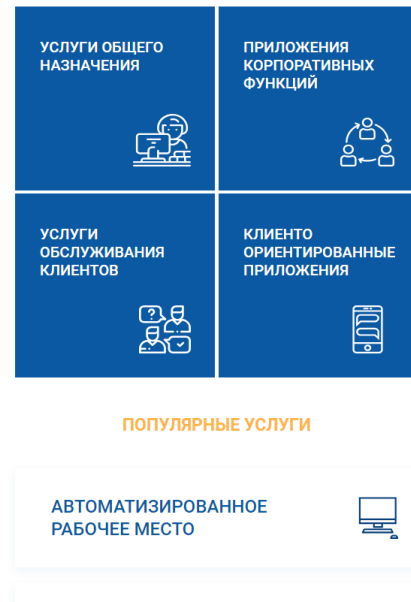 УСЛУГИ ОБЩЕГО
НАЗНАЧЕНИЯ
ПРИЛОЖЕНИЯ
КОРПОРАТИВНЫХ
ФУНКЦИЙ
УСЛУГИ
ОБСЛУЖИВАНИЯ
КЛИЕНТОВ
КЛИЕНТО
ОРИЕНТИРОВАННЫЕ
ПРИЛОЖЕНИЯ
ПОПУЛЯРНЫЕ УСЛУГИ
АВТОМАТИЗИРОВАННОЕ
РАБОЧЕЕ МЕСТО